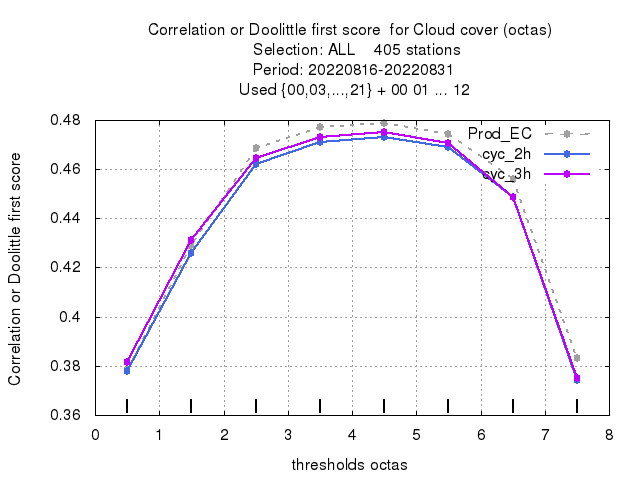 Correlation or Doolittle first score  for Cloud cover (octas)
Selection: ALL    405 stations
Period: 20220816-20220831
Used {00,03,...,21} + 00 01 ... 12
Correlation or Doolittle first score
0.48
0.46
0.44
0.42
0.4
0.38
0.36
Prod_EC
cyc_2h
cyc_3h
0 1 2 3 4 5 6 7 8
thresholds octas